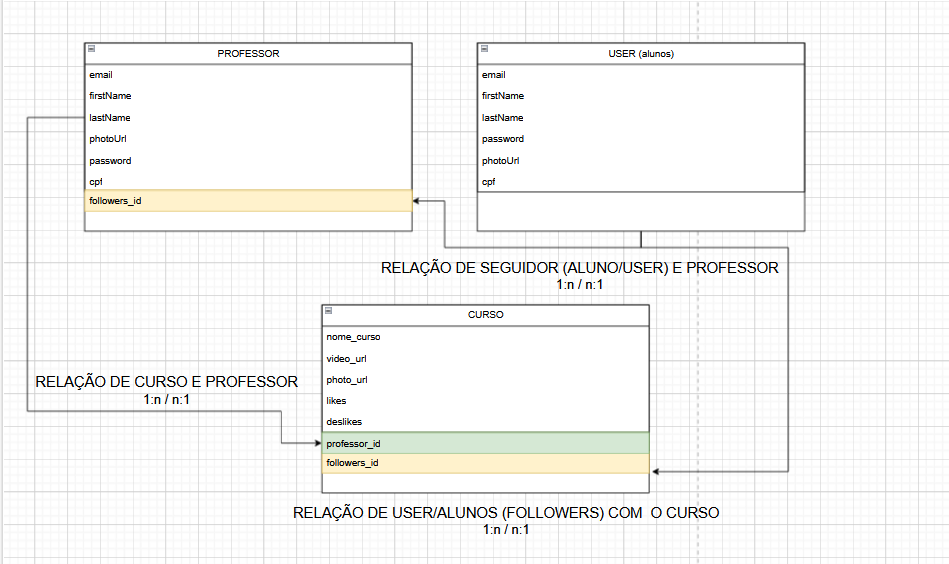 PROFESSOR
email
firstName
lastName
photoUrl
password
cpf
followers_id
USER (alunos)
email
firstName
lastName
password
photoUrl
cpf
RELAÇÃO DE SEGUIDOR (ALUNO/USER) E PROFESSOR
1:n / n:1
CURSO
nome_curso
video_url
photo_url
likes
deslikes
professor_id
followers_id
RELAÇÃO DE CURSO E PROFESSOR
1:n / n:1
RELAÇÃO DE USER/ALUNOS (FOLLOWERS) COM O CURSO
1:n / n:1